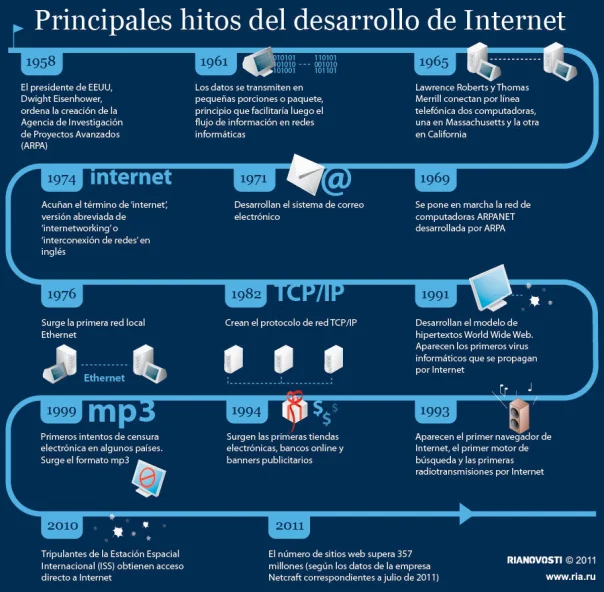 Principales hitos del desarrollo de Internet
1958
El presidente de EEUU,
Dwight Eisenhower,
ordena la creación de la
Agencia de Investigación
de Proyectos Avanzados
(ARPA)
1961
010101
001010
101001
110101
001010
101101
Los datos se transmiten en
pequeñas porciones o paquete,
principio que facilitaría luego el
flujo de información en redes
informáticas
1965
Lawrence Roberts y Thomas
Merrill conectan por línea
telefónica dos computadoras,
una en Massachusetts y la otra
en California
1969
Se pone en marcha la red de
computadoras ARPANET
desarrollada por ARPA
1971
@
Desarrollan el sistema de correo
electrónico
1974
internet
Acuñan el término de 'internet',
versión abreviada de
'internetworking' o
'interconexión de redes' en
inglés
1976
Surge la primera red local
Ethernet
Ethernet
1982
TCP/IP
Crean el protocolo de red TCP/IP
1991
Desarrollan el modelo de
hipertextos World Wide Web.
Aparecen los primeros virus
informáticos que se propagan
por Internet
1993
Aparecen el primer navegador de
Internet, el primer motor de
búsqueda y las primeras
radiotransmisiones por Internet
1994
$ $ $
Surgen las primeras tiendas
electrónicas, bancos online y
banners publicitarios
1999
mp3
Primeros intentos de censura
electrónica en algunos países.
Surge el formato mp3
2010
Tripulantes de la Estación Espacial
Internacional (ISS) obtienen acceso
directo a Internet
2011
El número de sitios web supera 357
millones (según los datos de la empresa
Netcraft correspondientes a julio de 2011)
RIANOVOSTI © 2011
www.ria.ru